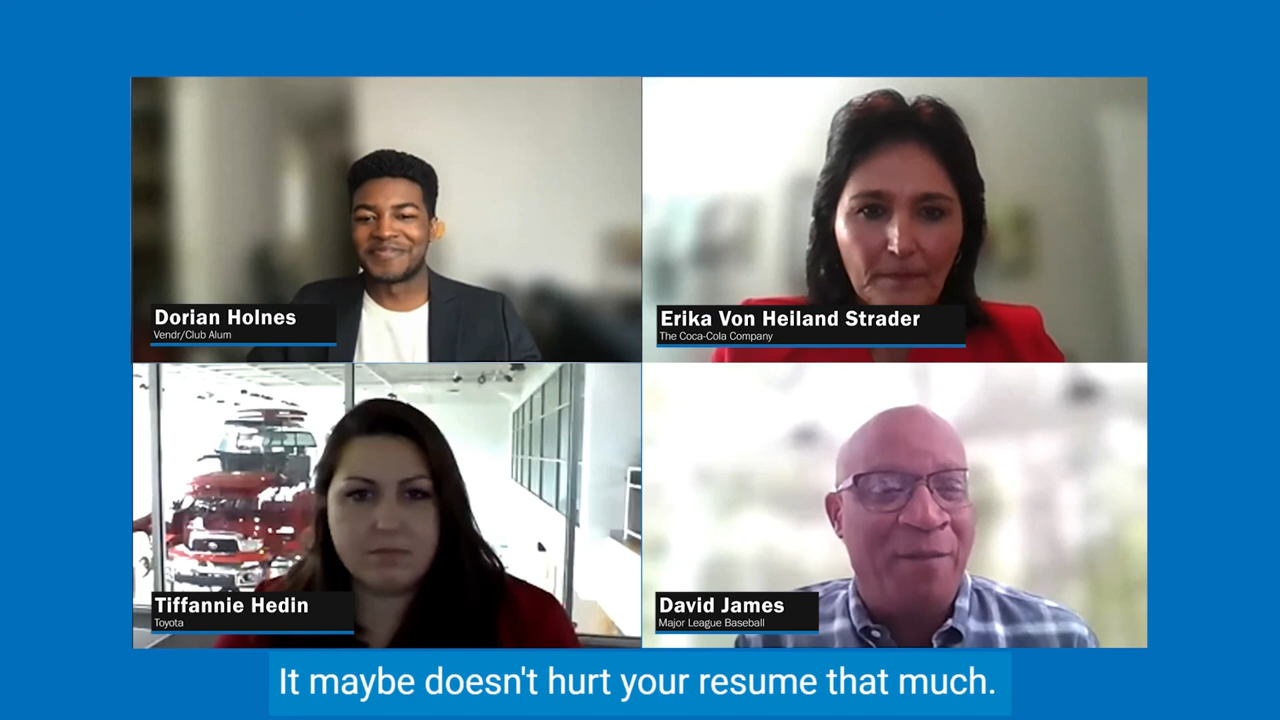 Dorian Holnes
Vendr/Club Alum
Erika Von Heiland Strader
The Coca-Cola Company
Tiffannie Hedin
Toyota
David James
Major League Baseball
It maybe doesn't hurt your resume that much.